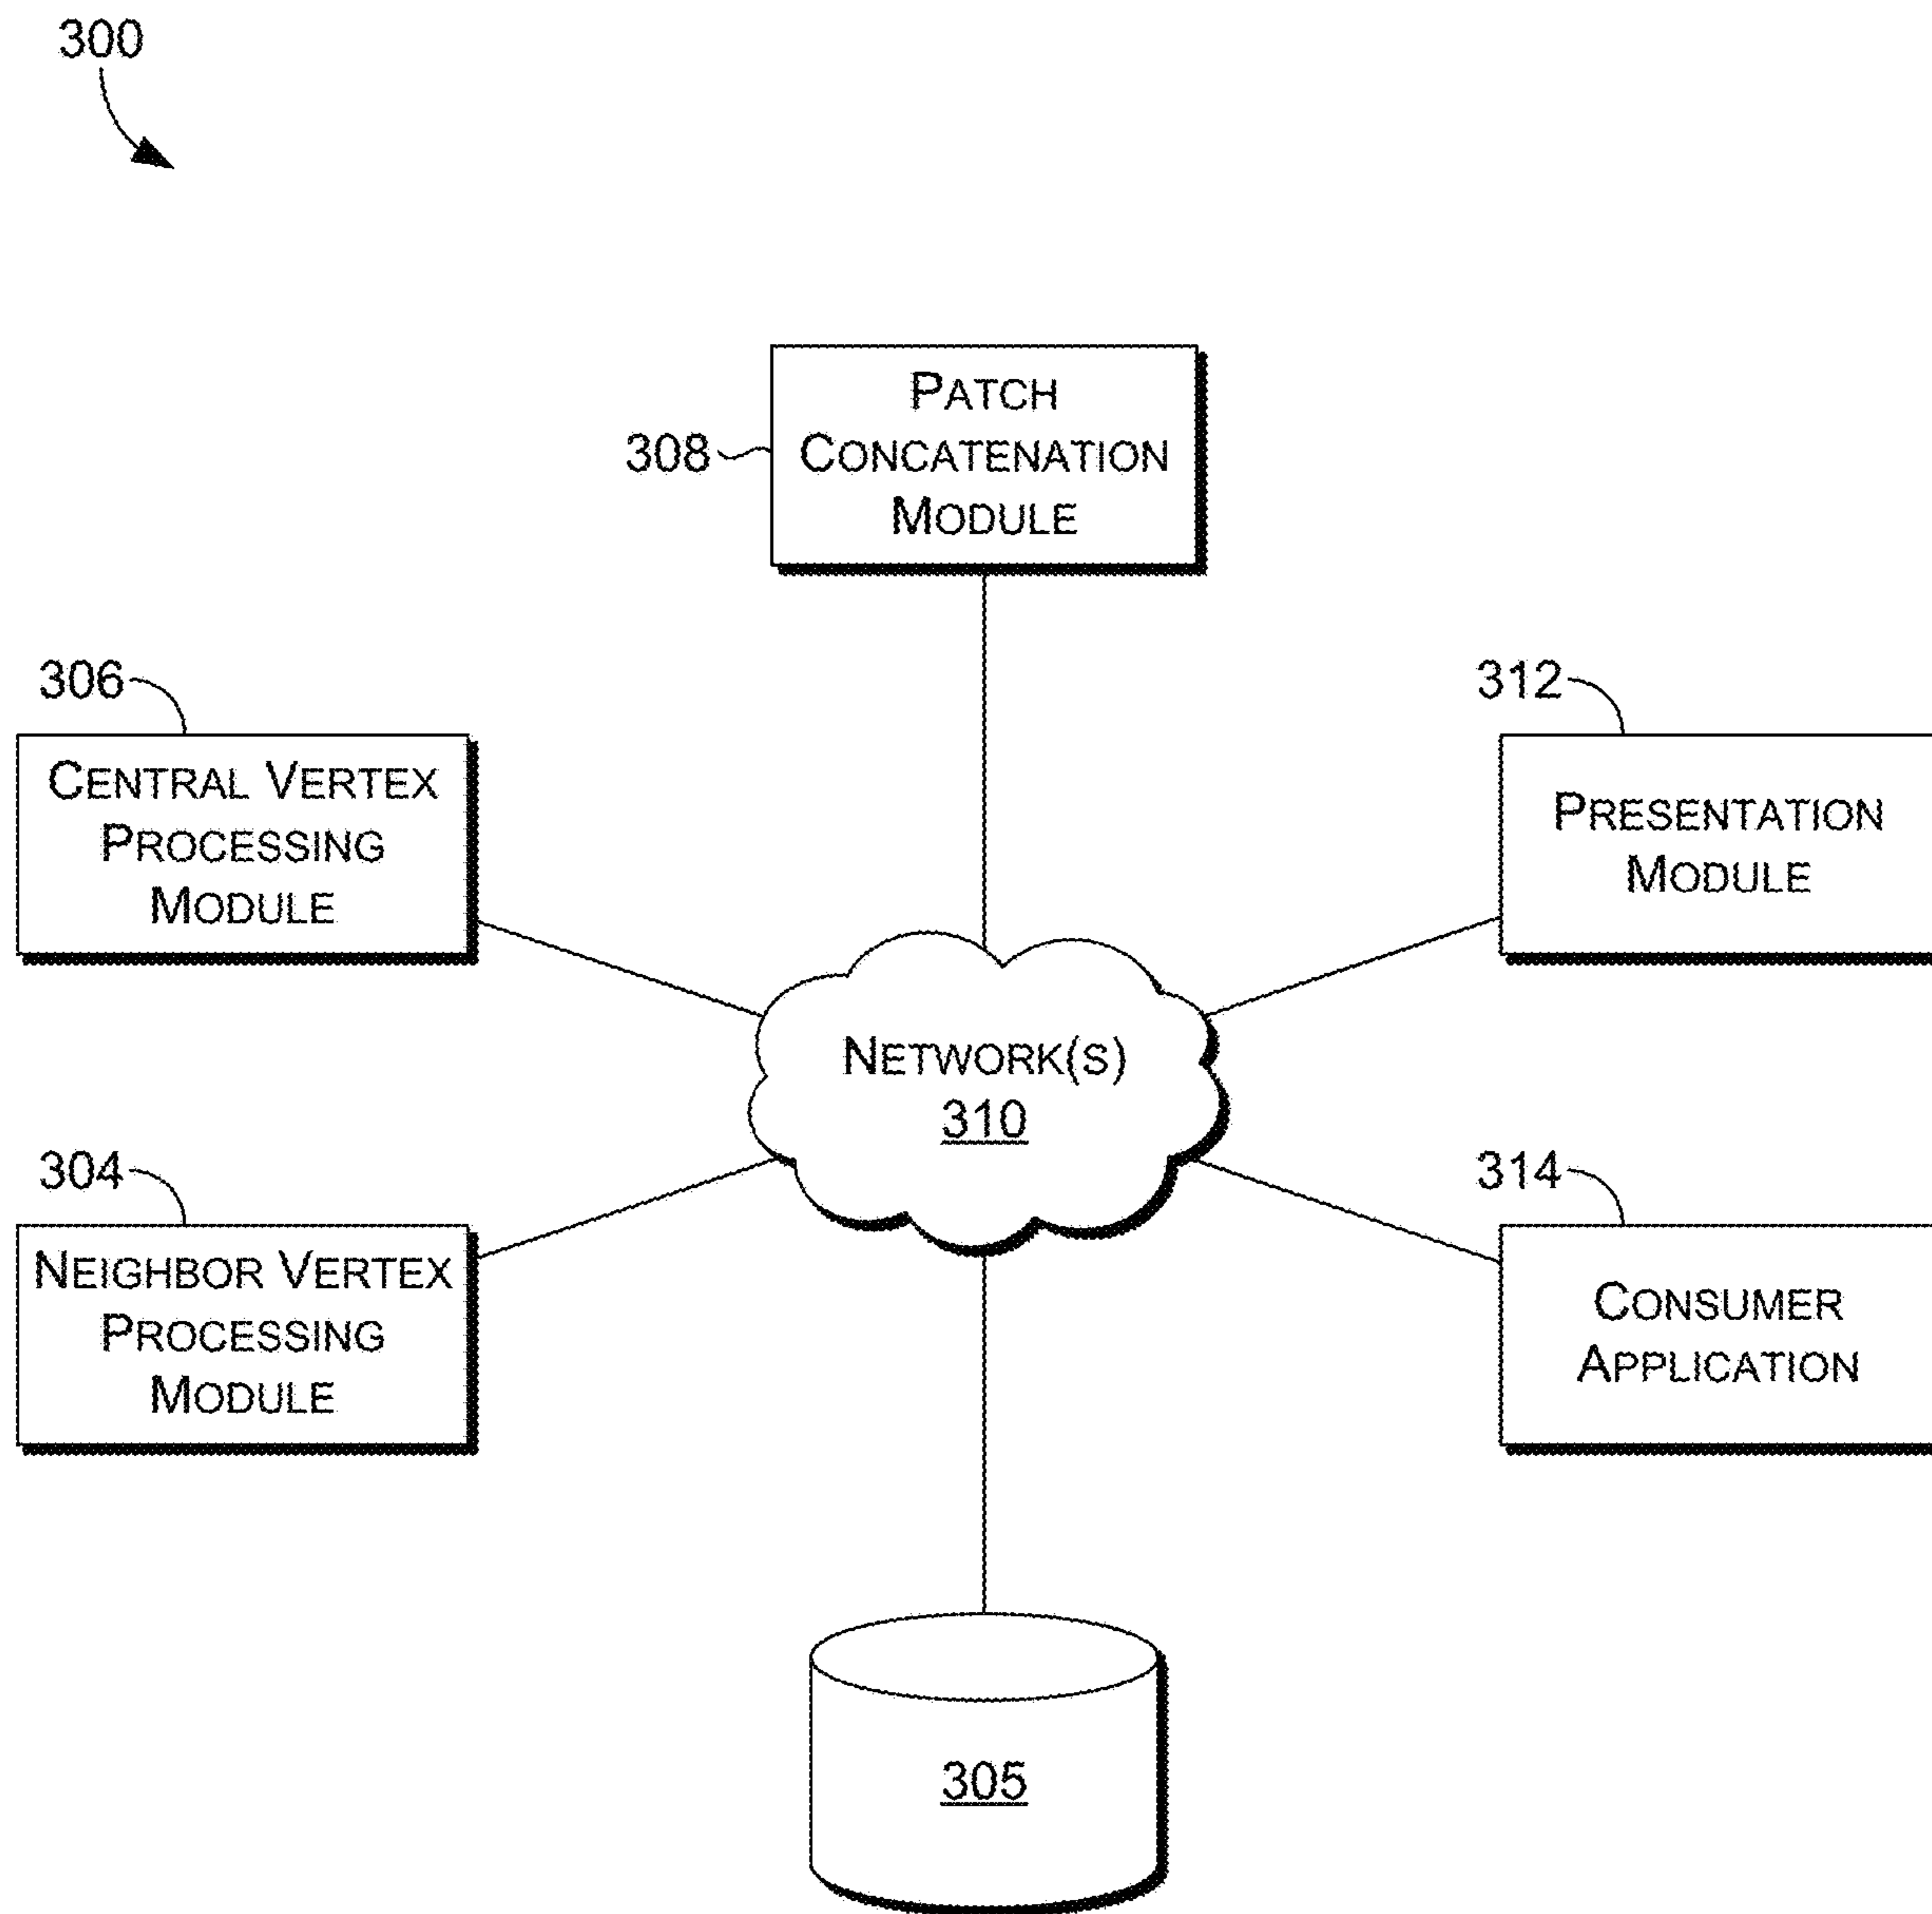 300
308
PATCH
CONCATENATION
MODULE
306
CENTRAL VERTEX
PROCESSING
MODULE
312
PRESENTATION
MODULE
NETWORK(S)
310
304
NEIGHBOR VERTEX
PROCESSING
MODULE
314
CONSUMER
APPLICATION
305